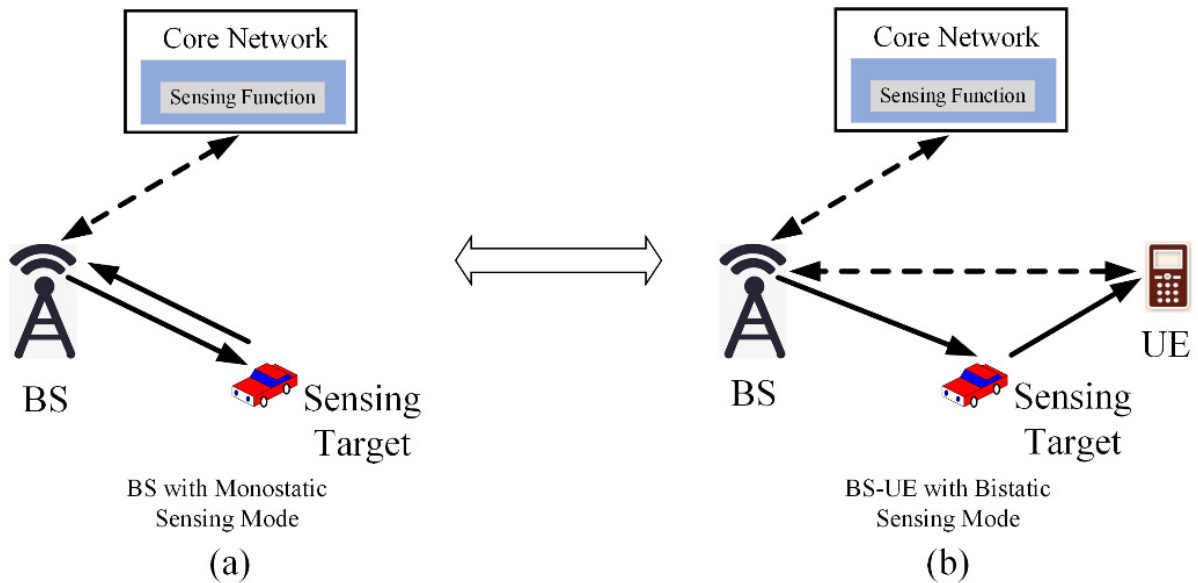 Core Network
Sensing Function
BS
Sensing
Target
BS with Monostatic
Sensing Mode
(a)
Core Network
Sensing Function
BS
UE
Sensing
Target
BS-UE with Bistatic
Sensing Mode
(b)